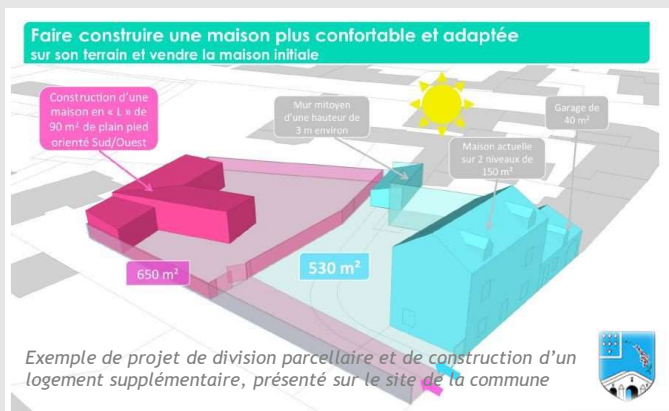 Faire construire une maison plus confortable et adaptée
sur son terrain et vendre la maison initiale
Construction d'une
maison en « L » de
90 m² de plain pied
orienté Sud/Ouest
Mur mitoyen
d'une hauteur de
3 m environ
Garage de
40 m²
Maison actuelle
sur 2 niveaux de
150 m²
650 m²
530 m²
Exemple de projet de division parcellaire et de construction d'un
logement supplémentaire, présenté sur le site de la commune